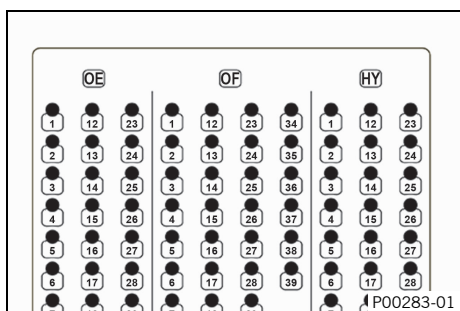 OE OF HY
1 12 23 1 12 23 34 1 12 23
2 13 24 2 13 24 35 2 13 24
3 14 25 3 14 25 36 3 14 25
4 15 26 4 15 26 37 4 15 26
5 16 27 5 16 27 38 5 16 27
6 17 28 6 17 28 39 6 17 28
P00283-01